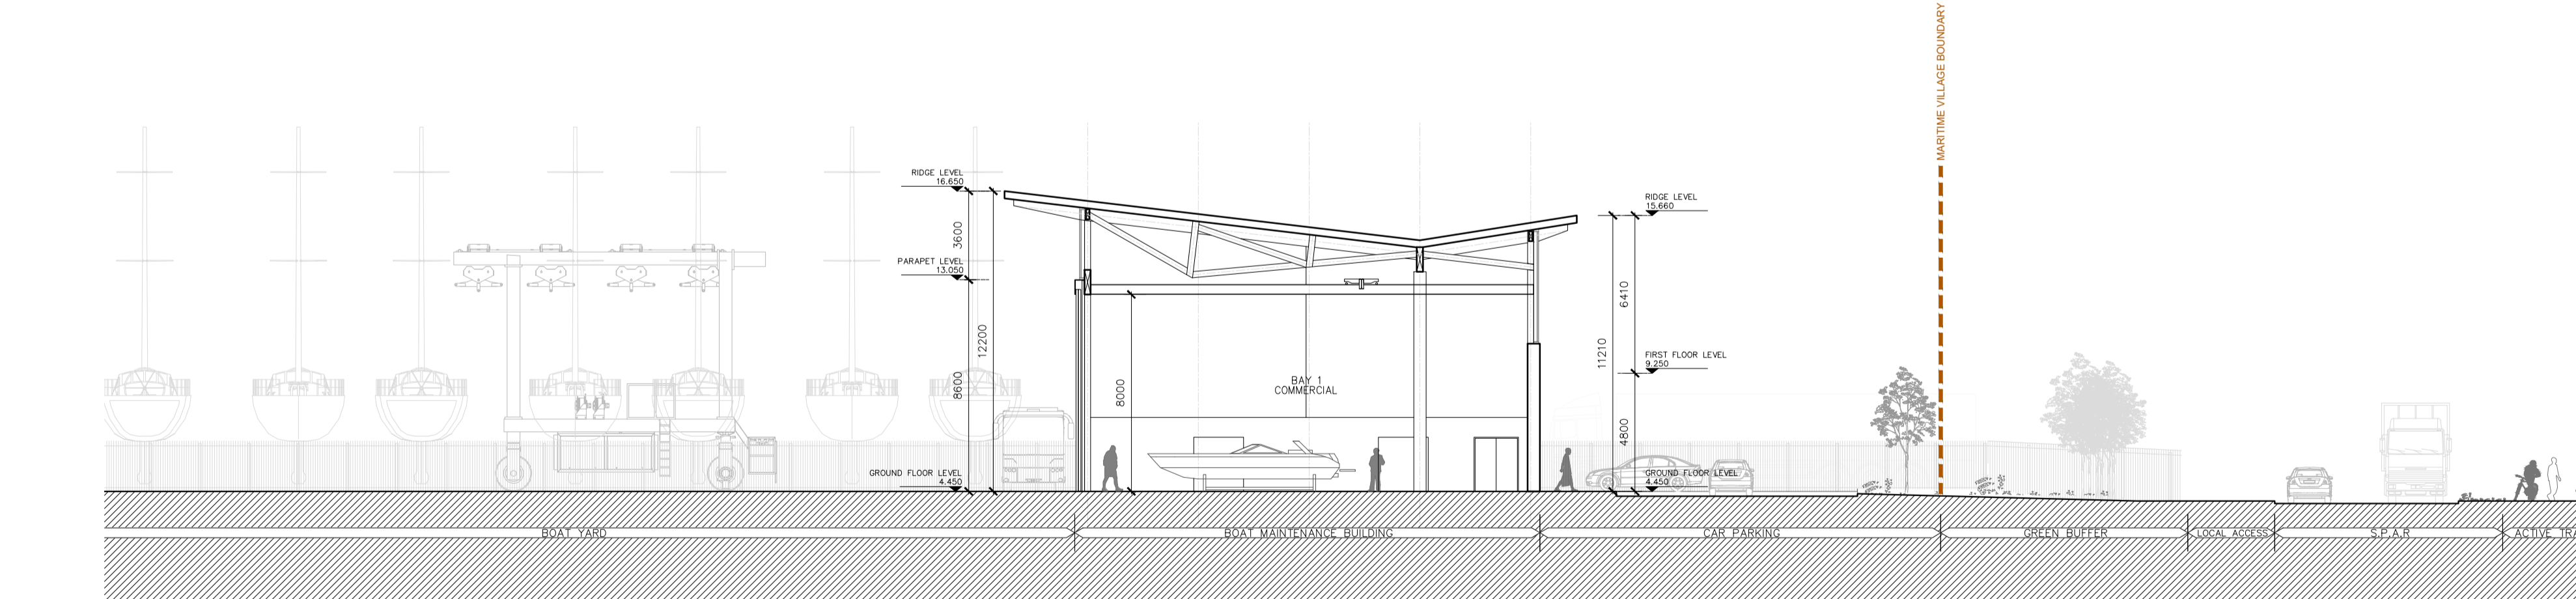 MARITIME VILLAGE BOUNDARY
RIDGE LEVEL
16.650
3600
PARAPET LEVEL
13.050
12200
8600
GROUND FLOOR LEVEL
4.450
8000
BAY 1
COMMERCIAL
RIDGE LEVEL
15.660
6410
11210
FIRST FLOOR LEVEL
9.250
4800
GROUND FLOOR LEVEL
4.450
BOAT YARD
BOAT MAINTENANCE BUILDING
CAR PARKING
GREEN BUFFER
LOCAL ACCESS
S.P.A.R
ACTIVE TRA